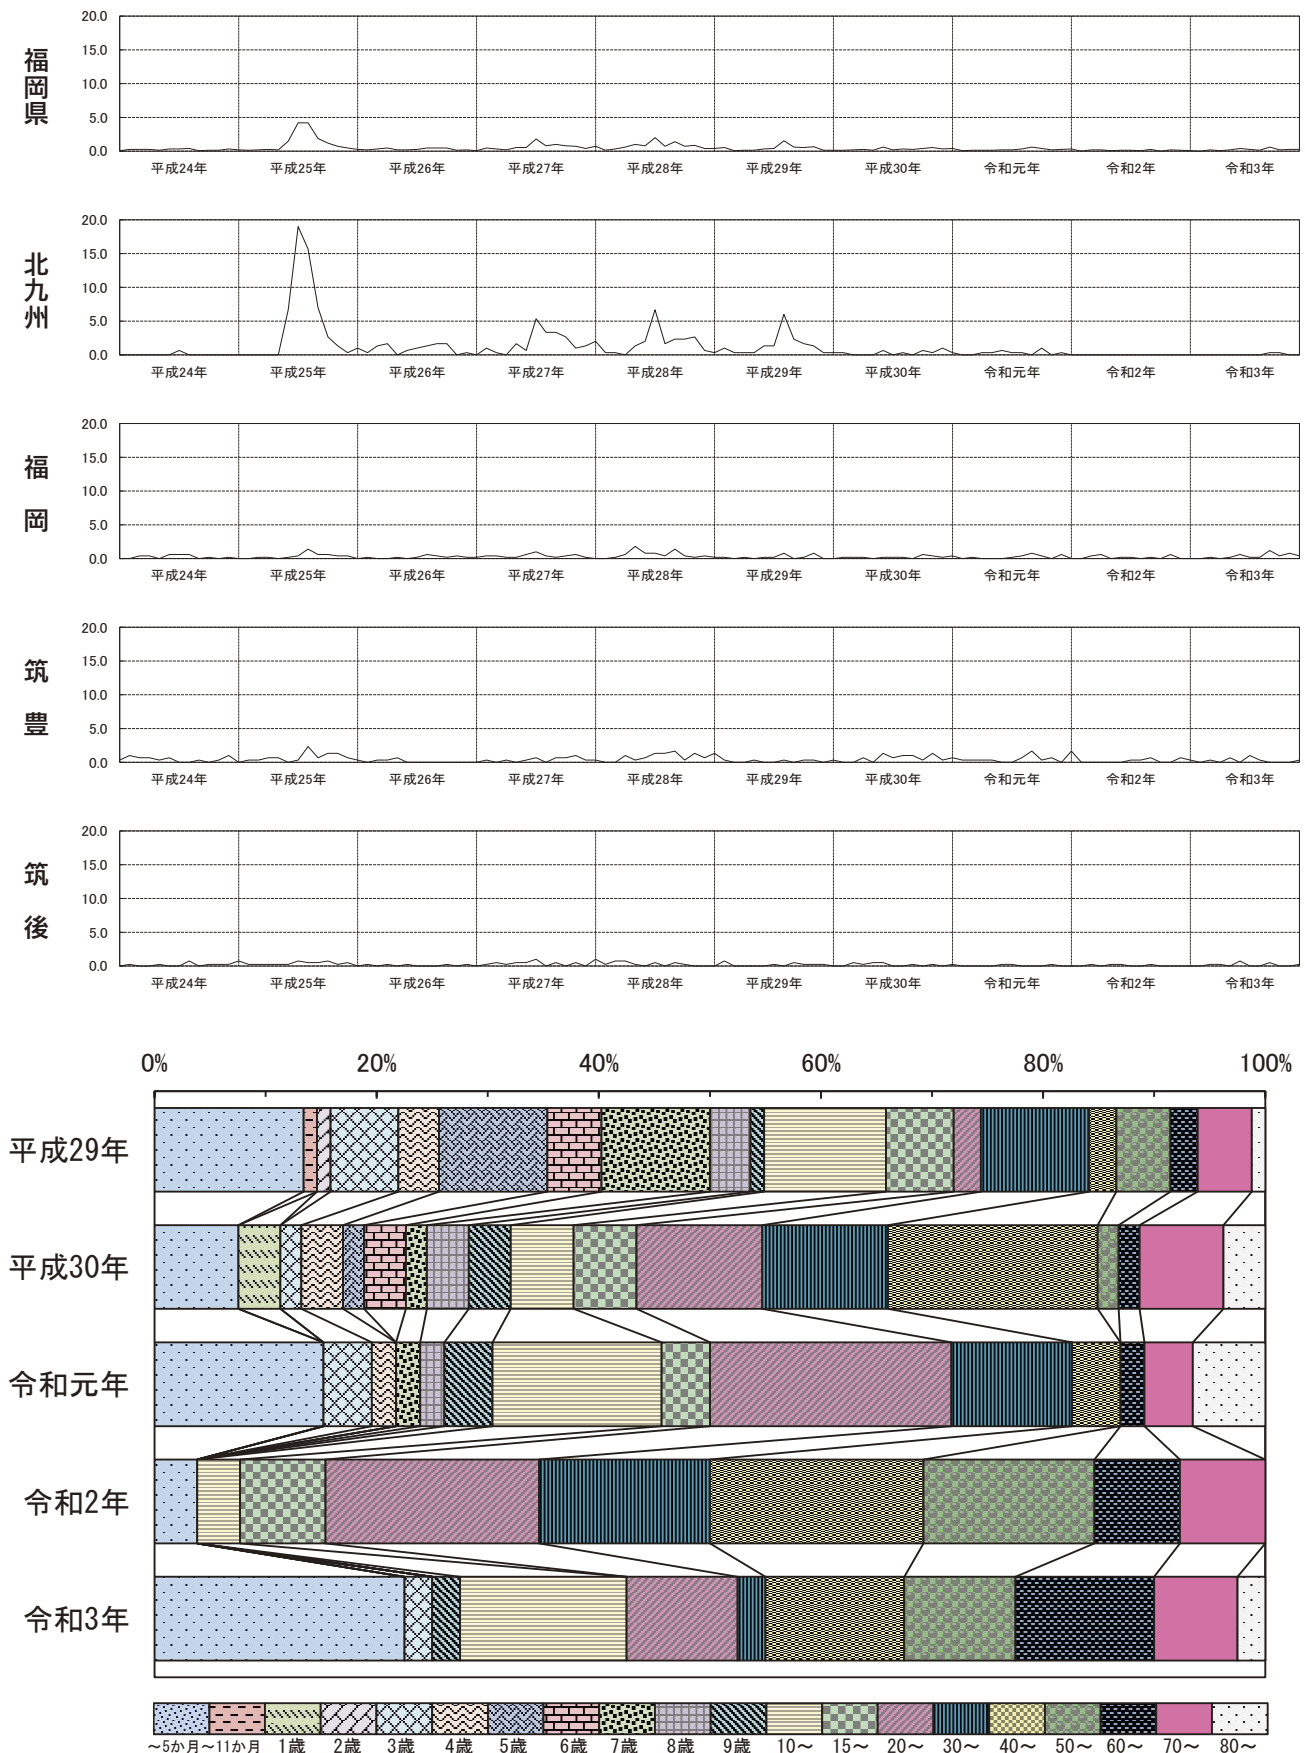 福岡県
20.0
15.0
10.0
5.0
0.0
平成24年 平成25年 平成26年 平成27年 平成28年 平成29年 平成30年 令和元年 令和2年 令和3年
北九州
20.0
15.0
10.0
5.0
0.0
平成24年 平成25年 平成26年 平成27年 平成28年 平成29年 平成30年 令和元年 令和2年 令和3年
福岡
20.0
15.0
10.0
5.0
0.0
平成24年 平成25年 平成26年 平成27年 平成28年 平成29年 平成30年 令和元年 令和2年 令和3年
筑豊
20.0
15.0
10.0
5.0
0.0
平成24年 平成25年 平成26年 平成27年 平成28年 平成29年 平成30年 令和元年 令和2年 令和3年
筑後
20.0
15.0
10.0
5.0
0.0
平成24年 平成25年 平成26年 平成27年 平成28年 平成29年 平成30年 令和元年 令和2年 令和3年
0% 20% 40% 60% 80% 100%
平成29年
平成30年
令和元年
令和2年
令和3年
～5か月 ～11か月 1歳 2歳 3歳 4歳 5歳 6歳 7歳 8歳 9歳 10～ 15～ 20～ 30～ 40～ 50～ 60～ 70～ 80～